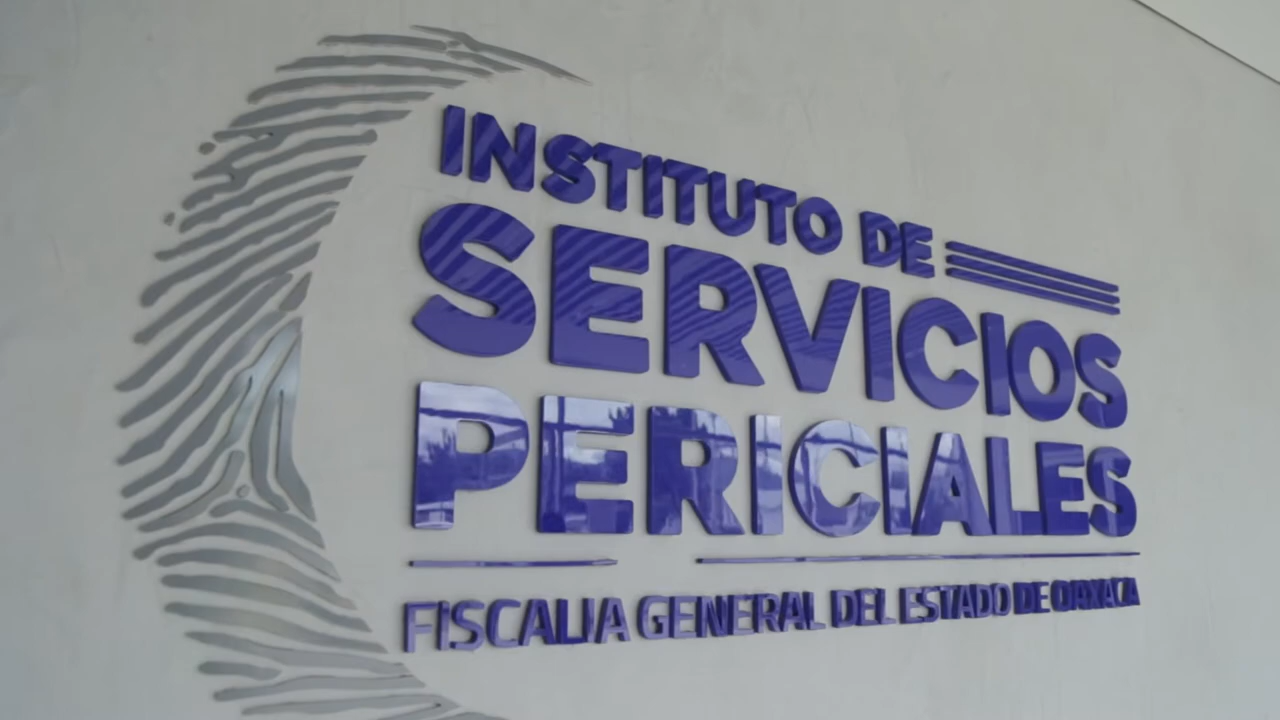 INSTITUTO DE
SERVICIOS
PERICIALES
FISCALIA GENERAL DEL ESTADO DE OAXACA